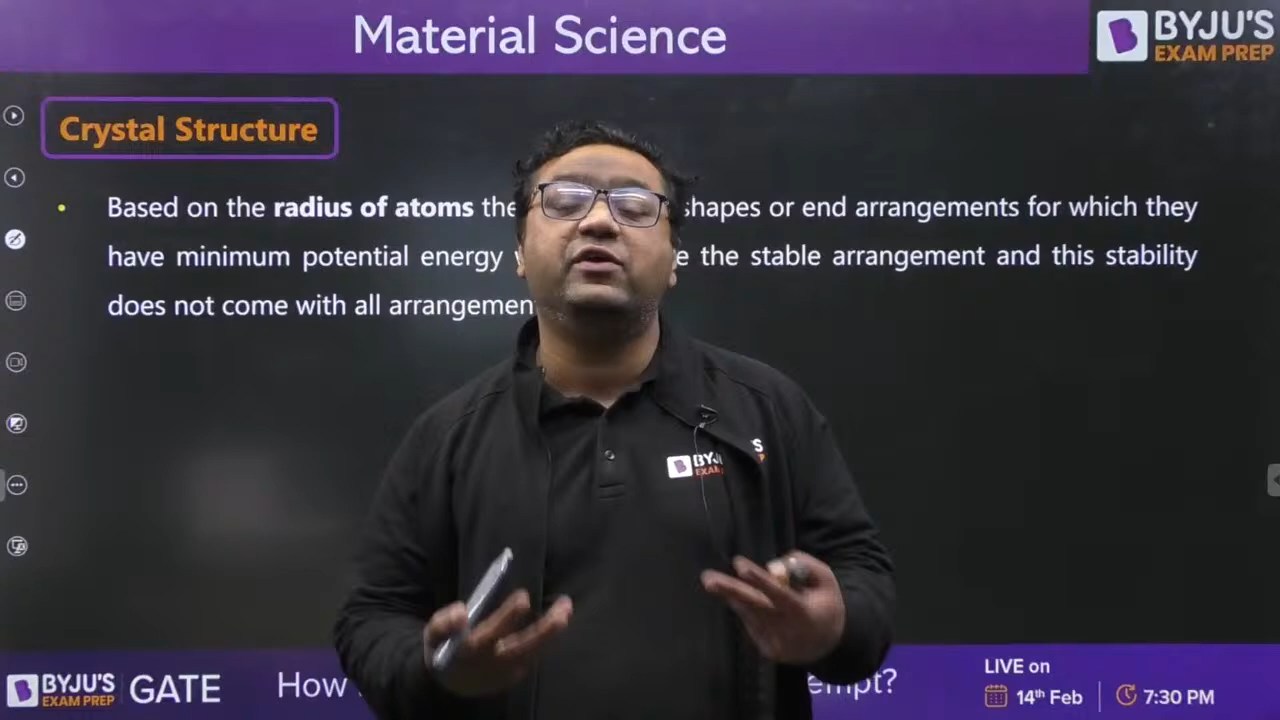 Material Science
BYJU'S
EXAM PREP
Crystal Structure
Based on the radius of atoms the shapes or end arrangements for which they
have minimum potential energy the stable arrangement and this stability
does not come with all arrangemen
BYJ 'S
EXAM
BYJU'S
EXAM PREP
GATE
How empt?
LIVE on
14th Feb
7:30 PM